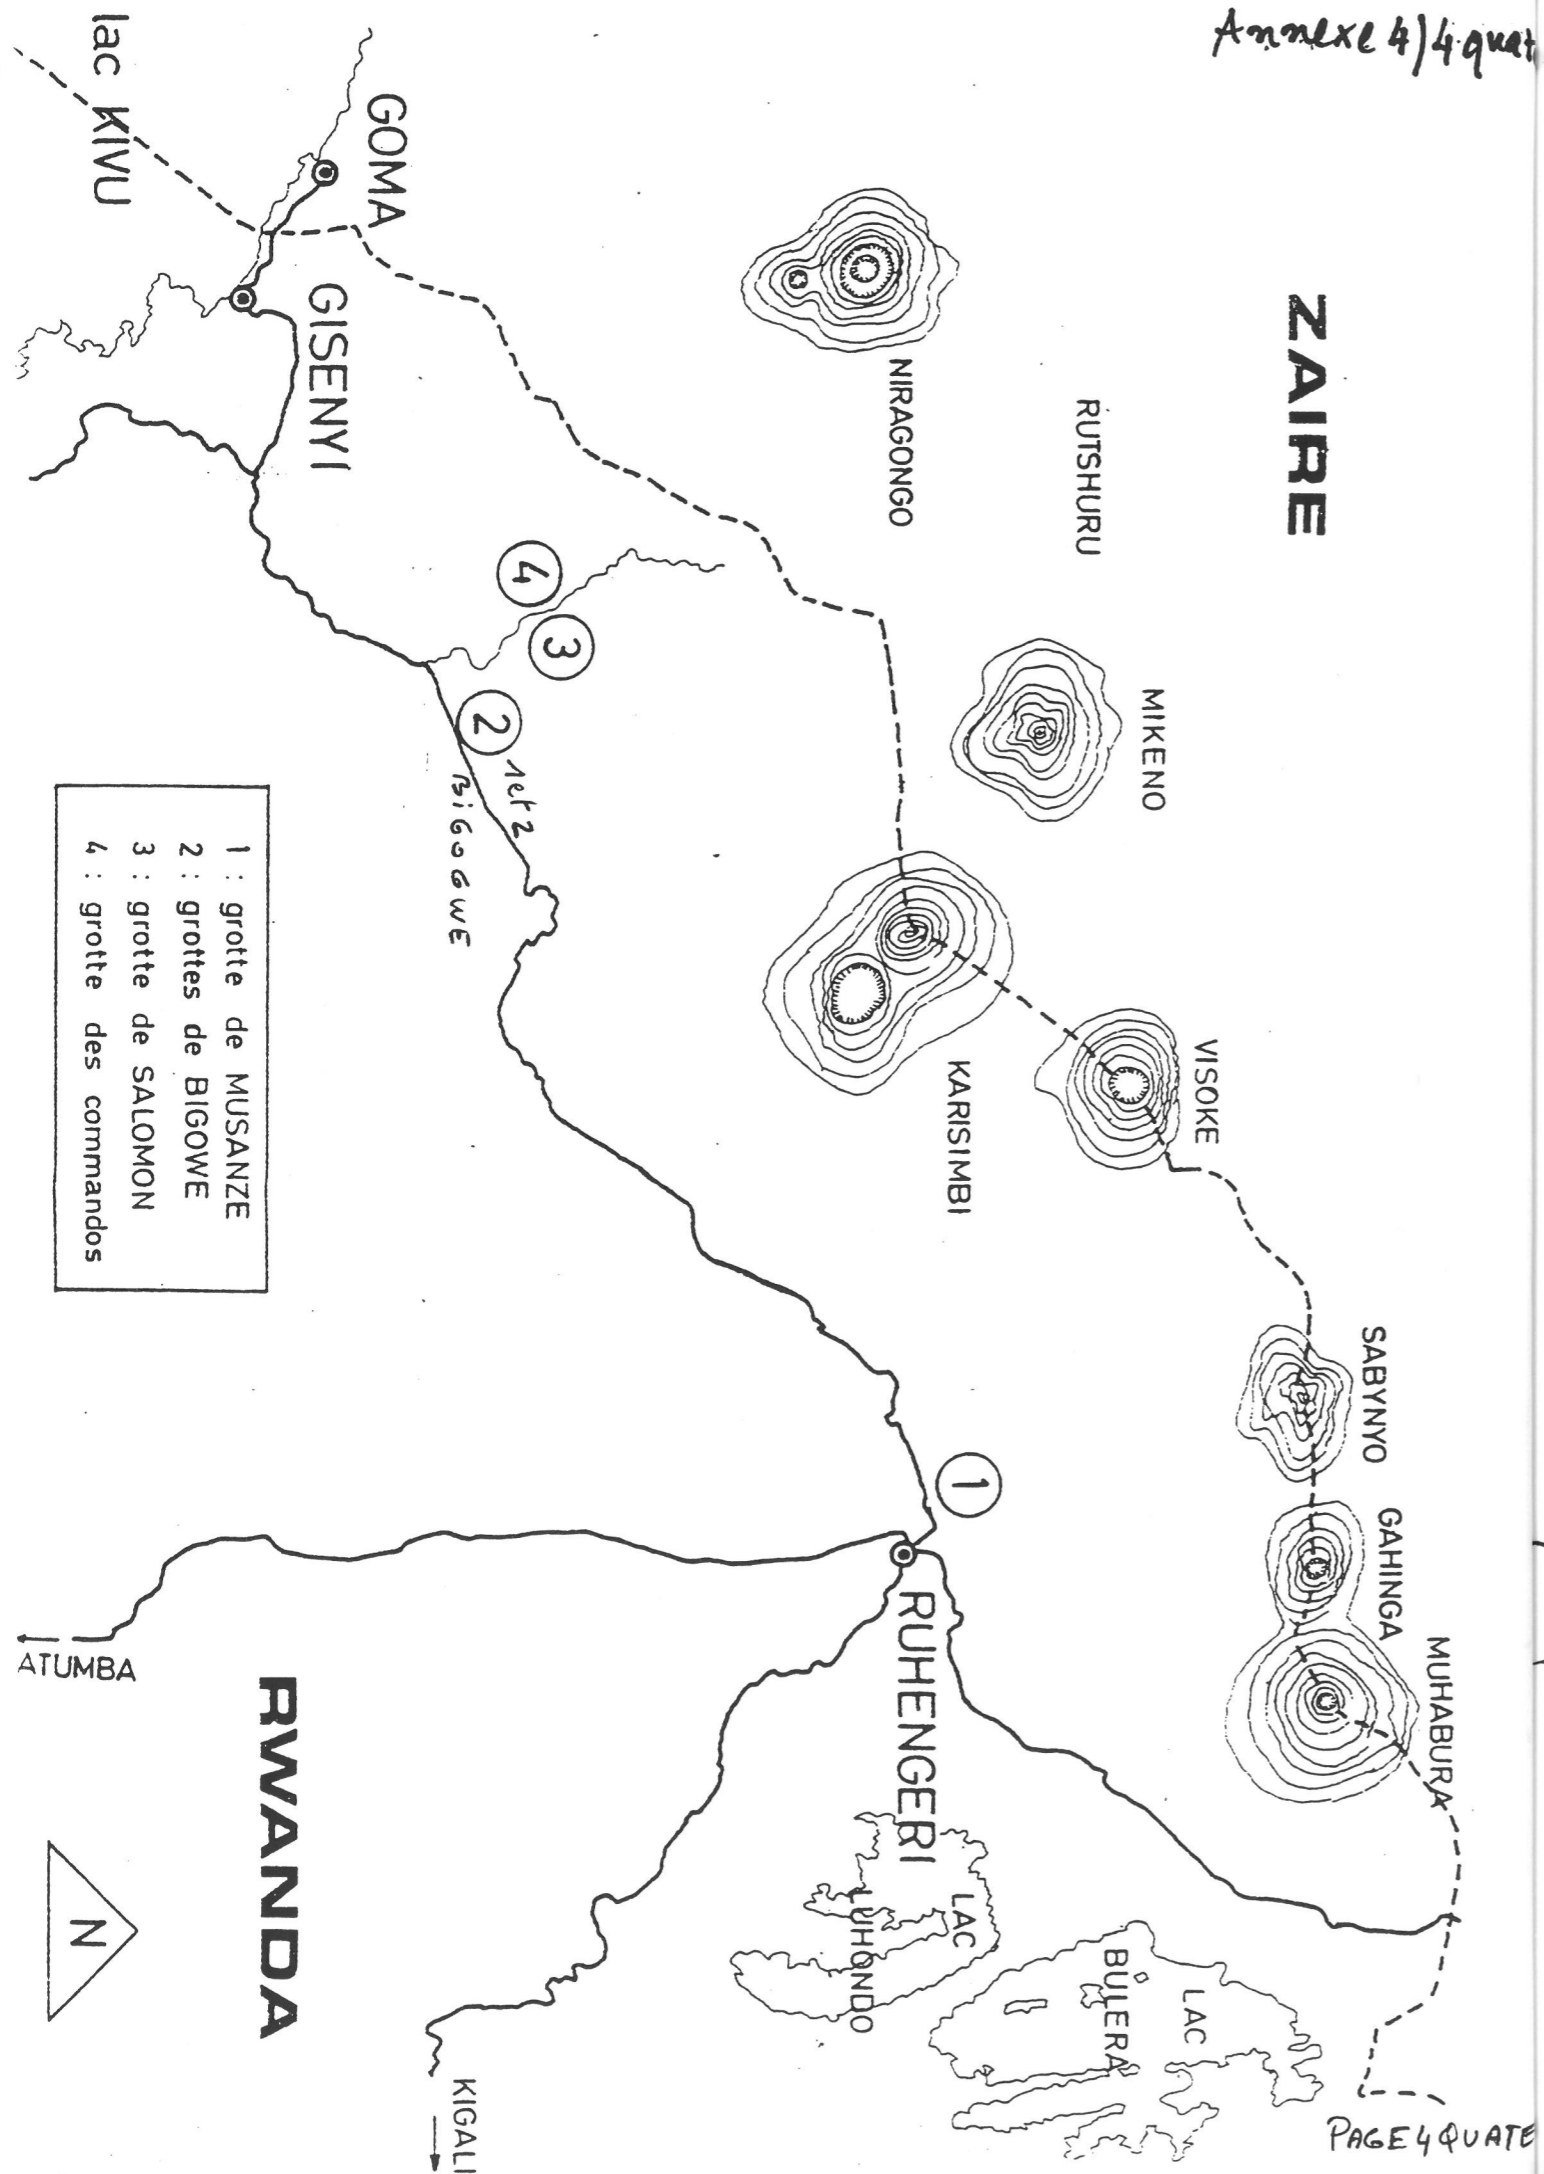 Annexe 4/4 quat
ZAIRE
RUTSHURU
NIRAGONGO
MIKENO
VISOKE
KARISIMBI
SABYNYO
GAHINGA
MUHABURA
GOMA
lac KIVU
GISENYI
4
3
2
1et 2
BiGoGWE
1
RUHENGERI
LAC
LUHONDO
LAC
BULERA
1 : grotte de MUSANZE
2 : grottes de BIGOWE
3 : grotte de SALOMON
4 : grotte des commandos
ATUMBA
RWANDA
N
KIGALI
PAGE 4 QUATE